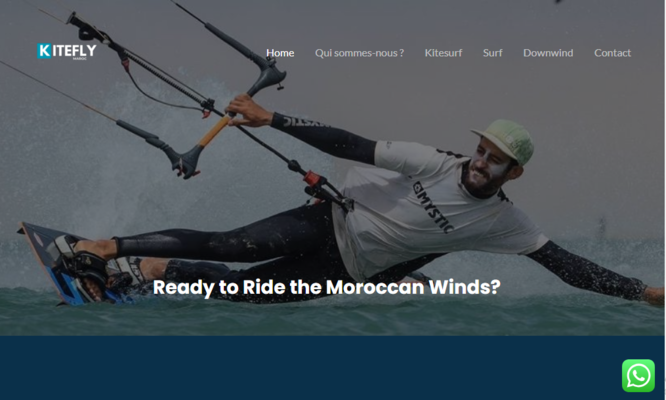 KITEFLY
Home Qui sommes-nous ? Kitesurf Surf Downwind Contact
MYSTIC
MYSTIC
Ready to Ride the Moroccan Winds?